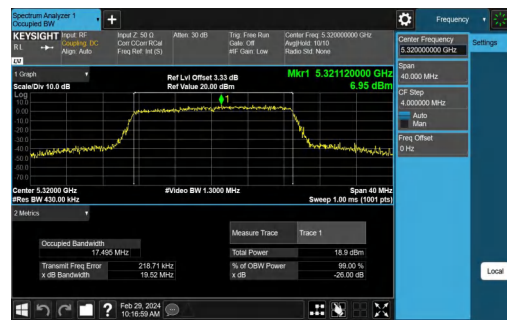 Spectrum Analyzer 1
Occupied BW
+
Frequency
KEYSIGHT Input: RF
RL
Coupling: DC
Align: Auto
Input Z: 50 Ω
Corr CCorr RCal
Freq Ref: Int (S)
Atten: 30 dB
Trig: Free Run
Gate: Off
#IF Gain: Low
Center Freq: 5.320000000 GHz
Avg|Hold: 10/10
Radio Std: None
LV
Center Frequency
5.320000000 GHz
Settings
Span
40.000 MHz
CF Step
4.000000 MHz
Auto
Man
Freq Offset
0 Hz
1 Graph
Scale/Div 10.0 dB
Ref Lvl Offset 3.33 dB
Ref Value 20.00 dBm
Mkr1 5.321120000 GHz
6.95 dBm
Log
10.0
0.00
-10.0
-20.0
-30.0
-40.0
-50.0
-60.0
-70.0
1
Center 5.32000 GHz
#Res BW 430.00 kHz
#Video BW 1.3000 MHz
Span 40 MHz
Sweep 1.00 ms (1001 pts)
2 Metrics
Measure Trace Trace 1
Occupied Bandwidth
17.495 MHz
Total Power 18.9 dBm
Transmit Freq Error 218.71 kHz
% of OBW Power 99.00 %
x dB Bandwidth 19.52 MHz
x dB -26.00 dB
Local
?
Feb 29, 2024
10:16:59 AM